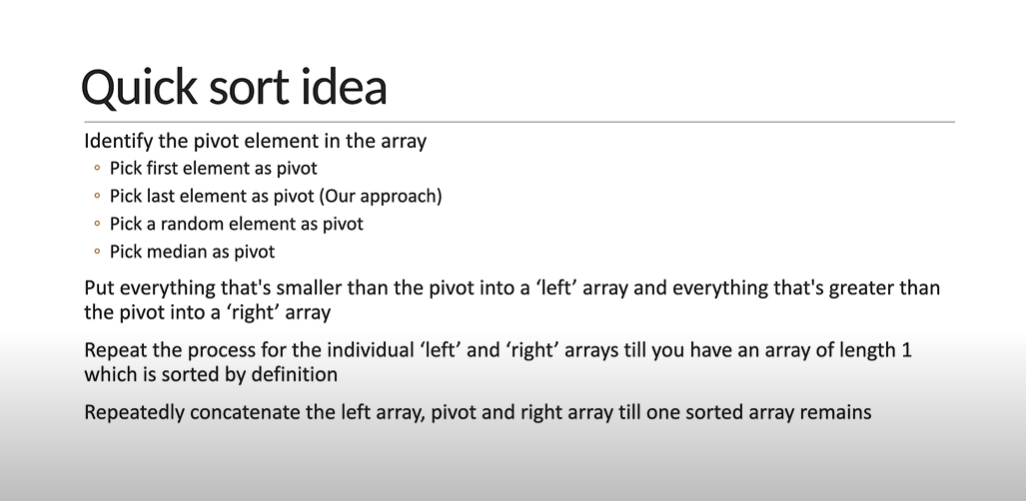 Quick sort idea
Identify the pivot element in the array
◦ Pick first element as pivot
◦ Pick last element as pivot (Our approach)
◦ Pick a random element as pivot
◦ Pick median as pivot
Put everything that's smaller than the pivot into a ‘left’ array and everything that's greater than
the pivot into a ‘right’ array
Repeat the process for the individual ‘left’ and ‘right’ arrays till you have an array of length 1
which is sorted by definition
Repeatedly concatenate the left array, pivot and right array till one sorted array remains